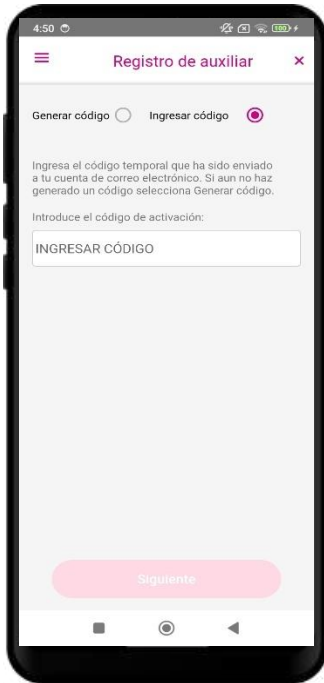 4:50
100
Registro de auxiliar
Generar código
Ingresar código
Ingresa el código temporal que ha sido enviado
a tu cuenta de correo electrónico. Si aun no haz
generado un código selecciona Generar código.
Introduce el código de activación:
INGRESAR CÓDIGO
Siguiente